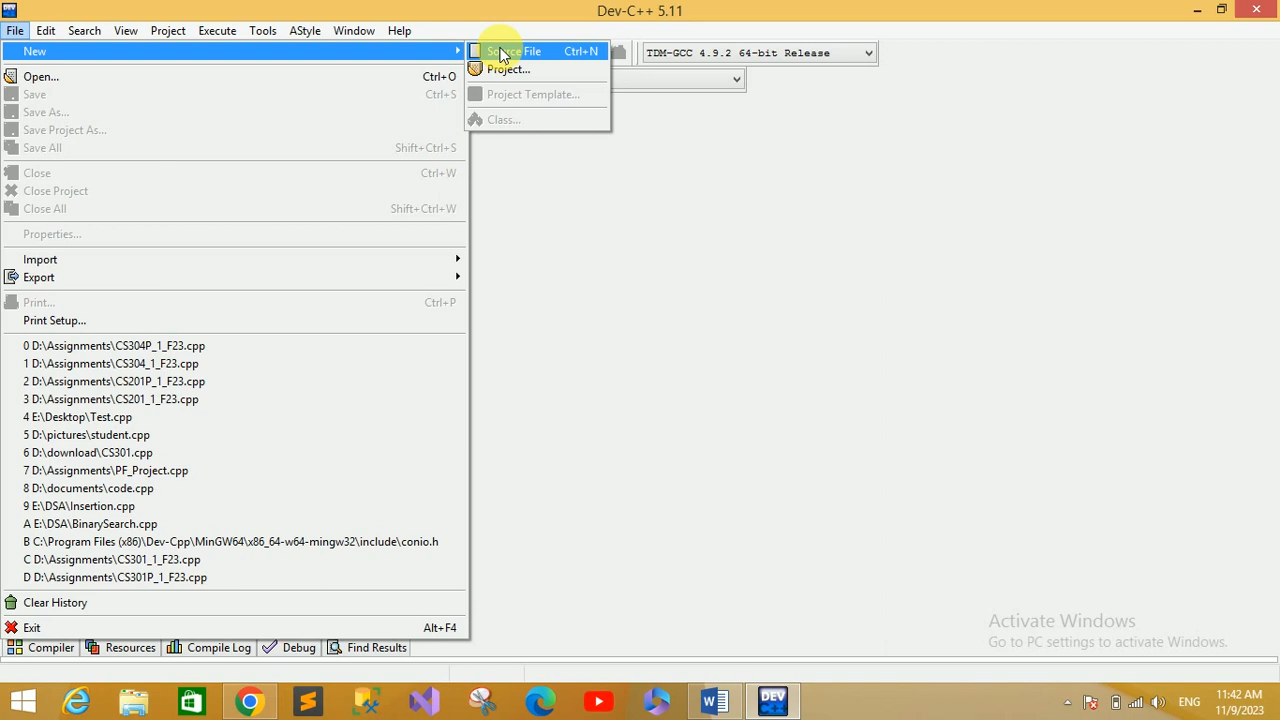 Dev-C++ 5.11
File Edit Search View Project Execute Tools AStyle Window Help
New
Source File Ctrl+N
TDM-GCC 4.9.2 64-bit Release
Project...
Open... Ctrl+O
Save Ctrl+S
Project Template...
Save As...
Class...
Save Project As...
Save All Shift+Ctrl+S
Close Ctrl+W
Close Project
Close All Shift+Ctrl+W
Properties...
Import
Export
Print... Ctrl+P
Print Setup...
0 D:\Assignments\CS304P_1_F23.cpp
1 D:\Assignments\CS304_1_F23.cpp
2 D:\Assignments\CS201P_1_F23.cpp
3 D:\Assignments\CS201_1_F23.cpp
4 E:\Desktop\Test.cpp
5 D:\pictures\student.cpp
6 D:\download\CS301.cpp
7 D:\Assignments\PF_Project.cpp
8 D:\documents\code.cpp
9 E:\DSA\Insertion.cpp
A E:\DSA\BinarySearch.cpp
B C:\Program Files (x86)\Dev-Cpp\MinGW64\x86_64-w64-mingw32\include\conio.h
C D:\Assignments\CS301_1_F23.cpp
D D:\Assignments\CS301P_1_F23.cpp
Clear History
Exit Alt+F4
Activate Windows
Go to PC settings to activate Windows.
Compiler Resources Compile Log Debug Find Results
DEV
ENG
11:42 AM
11/9/2023